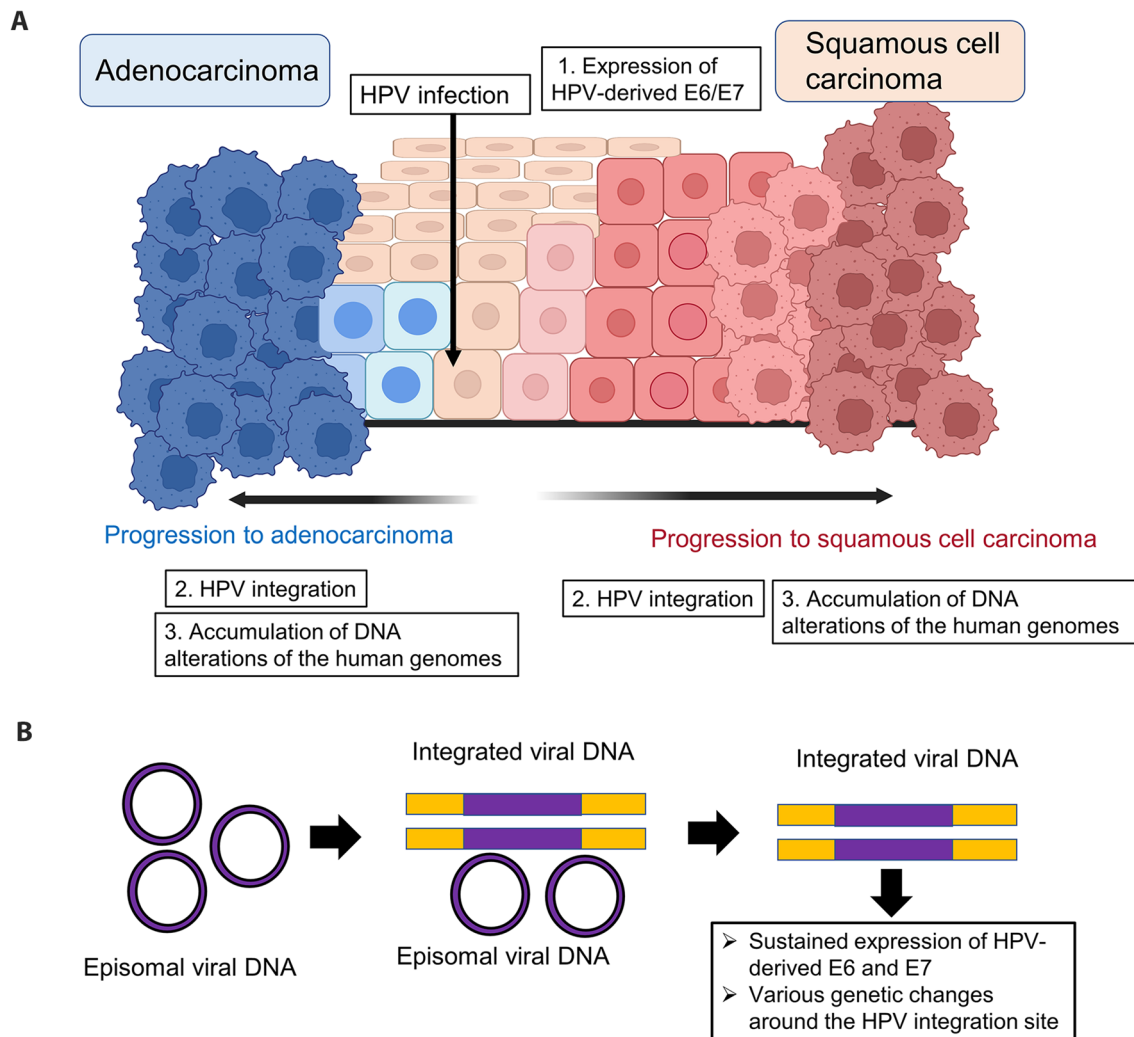 A
Adenocarcinoma
HPV infection
1. Expression of
HPV-derived E6/E7
Squamous cell
carcinoma
Progression to adenocarcinoma
Progression to squamous cell carcinoma
2. HPV integration
3. Accumulation of DNA
alterations of the human genomes
2. HPV integration
3. Accumulation of DNA
alterations of the human genomes
B
Episomal viral DNA
Integrated viral DNA
Episomal viral DNA
Integrated viral DNA
➢ Sustained expression of HPV-
derived E6 and E7
➢ Various genetic changes
around the HPV integration site